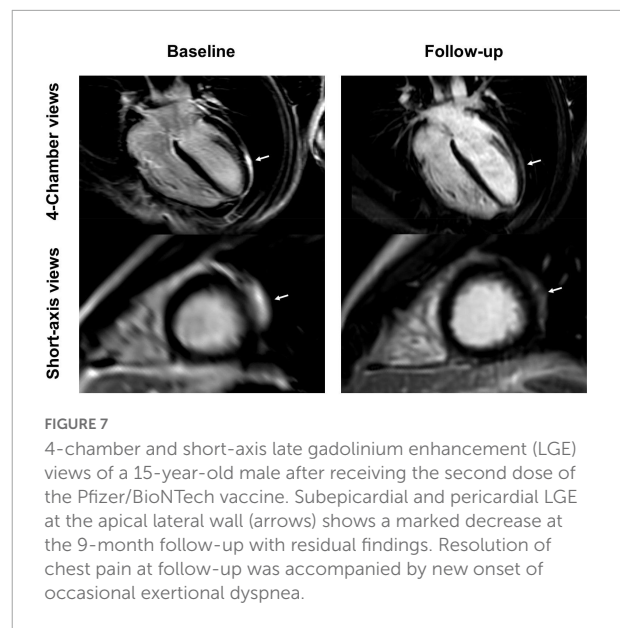 Baseline
Follow-up
4-Chamber views
Short-axis views
FIGURE 7
4-chamber and short-axis late gadolinium enhancement (LGE)
views of a 15-year-old male after receiving the second dose of
the Pfizer/BioNTech vaccine. Subepicardial and pericardial LGE
at the apical lateral wall (arrows) shows a marked decrease at
the 9-month follow-up with residual findings. Resolution of
chest pain at follow-up was accompanied by new onset of
occasional exertional dyspnea.